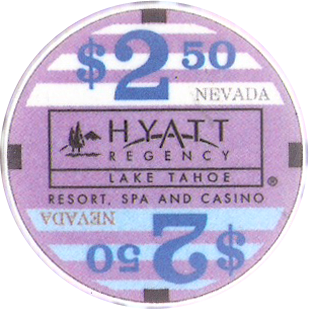 $2.50
NEVADA
HYATT
REGENCY
LAKE TAHOE
®
RESORT, SPA AND CASINO
NEVADA
$2.50